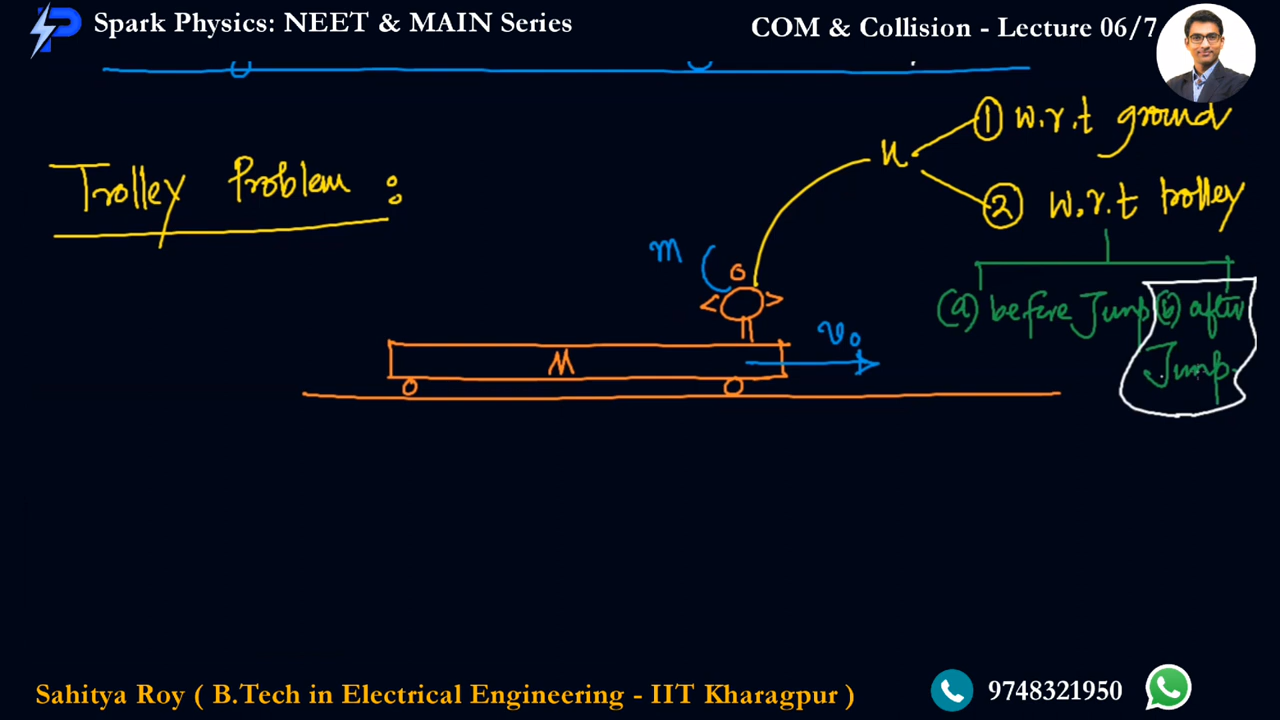 Spark Physics: NEET & MAIN Series
COM & Collision - Lecture 06/7
Trolley Problem :
u
① w.r.t ground
② w.r.t trolley
(a) before Jump
(b) after
Jump.
m
v₀
M
Sahitya Roy ( B.Tech in Electrical Engineering - IIT Kharagpur )
9748321950